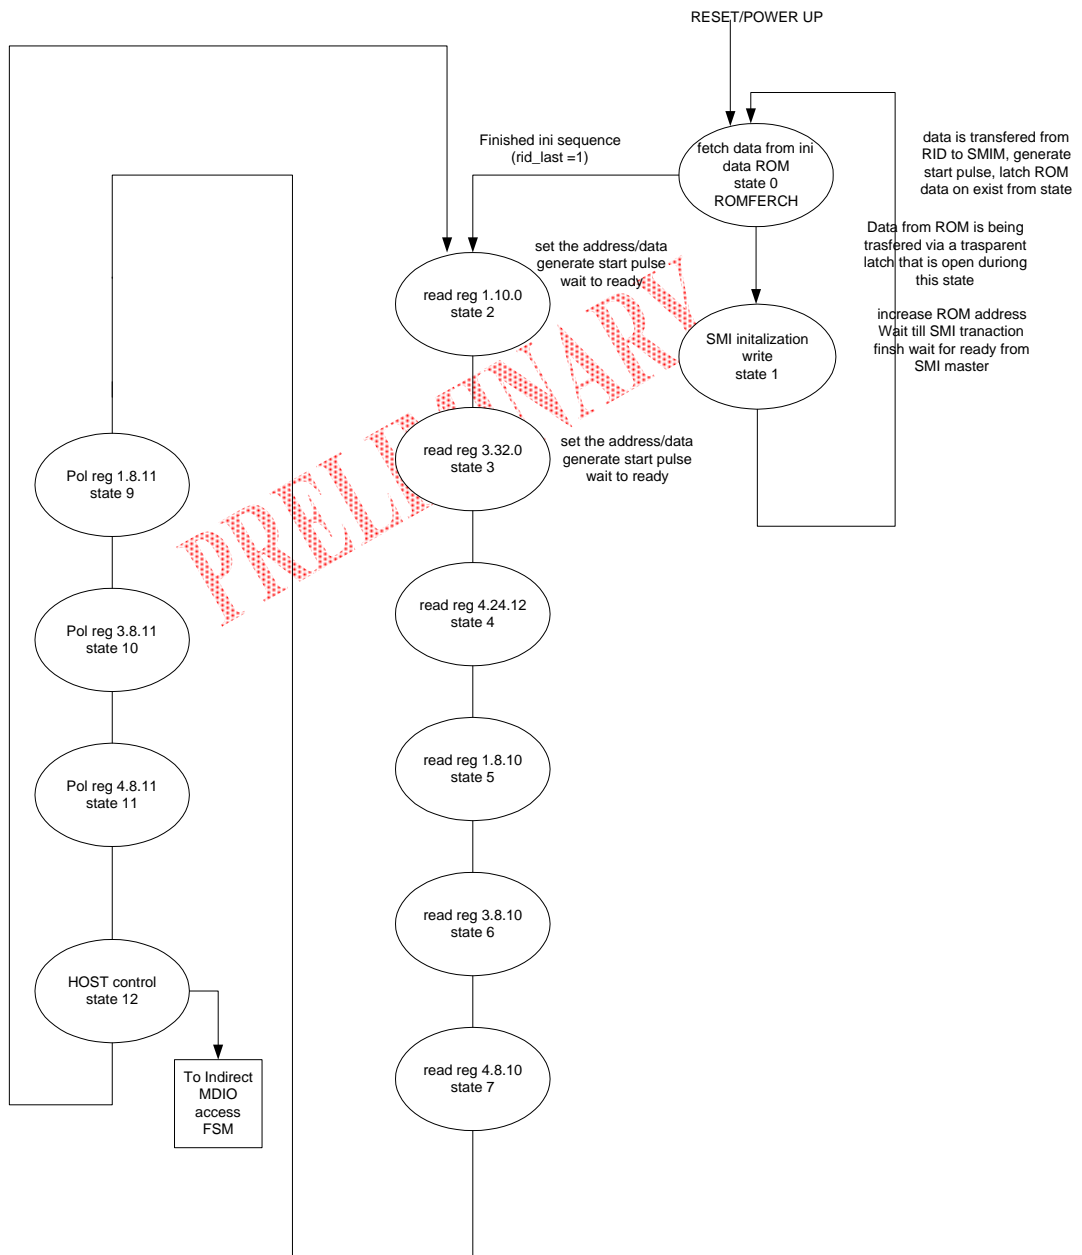 RESET/POWER UP
Finished ini sequence
(rid_last =1)
fetch data from ini
data ROM
state 0
ROMFERCH
data is transfered from
RID to SMIM, generate
start pulse, latch ROM
data on exist from state
Data from ROM is being
trasfered via a trasparent
latch that is open duriong
this state
set the address/data
generate start pulse
wait to ready
read reg 1.10.0
state 2
SMI initalization
write
state 1
increase ROM address
Wait till SMI tranaction
finsh wait for ready from
SMI master
PRELIMINARY
read reg 3.32.0
state 3
set the address/data
generate start pulse
wait to ready
Pol reg 1.8.11
state 9
read reg 4.24.12
state 4
Pol reg 3.8.11
state 10
read reg 1.8.10
state 5
Pol reg 4.8.11
state 11
read reg 3.8.10
state 6
HOST control
state 12
To Indirect
MDIO
access
FSM
read reg 4.8.10
state 7